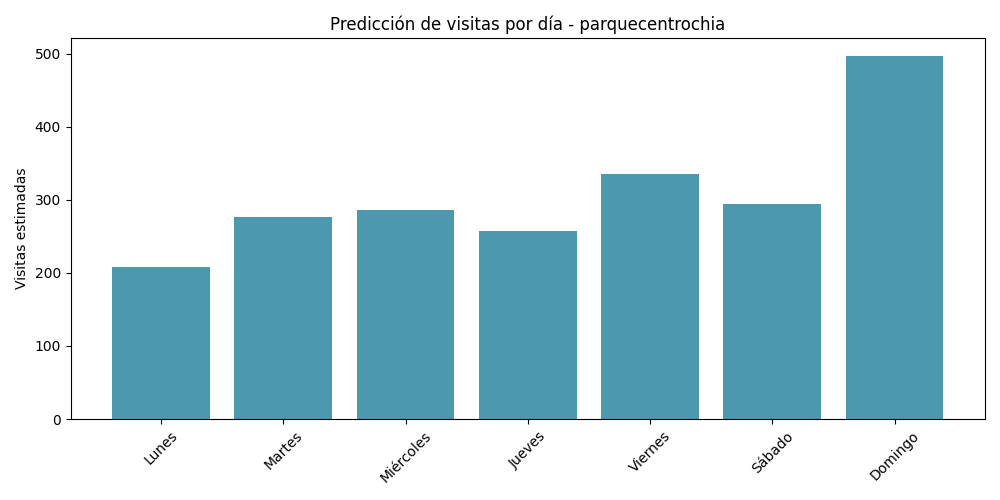 Predicción de visitas por día - parquecentrochia
Visitas estimadas
500
400
300
200
100
0
Lunes
Martes
Miércoles
Jueves
Viernes
Sábado
Domingo